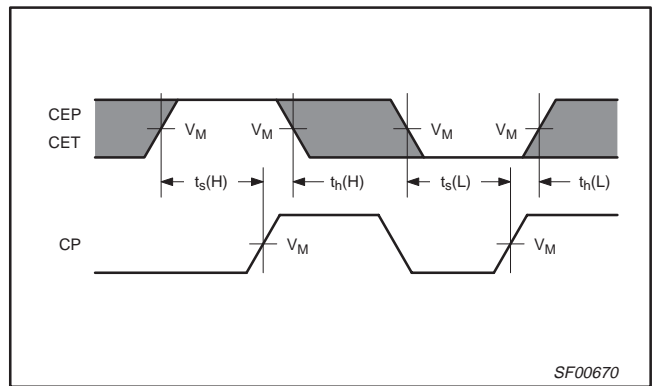 CEP
CET
V_M V_M V_M V_M
t_s(H) t_h(H) t_s(L) t_h(L)
CP
V_M V_M
SF00670